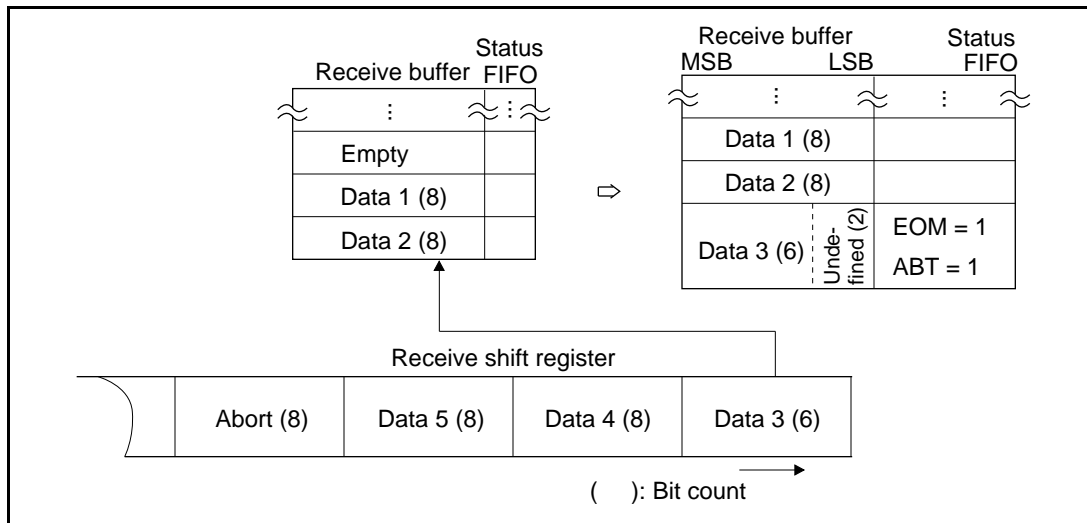 Status
Receive buffer FIFO
⋮ ⋮
Empty
Data 1 (8)
Data 2 (8)
⇨
Receive buffer Status
MSB LSB FIFO
⋮ ⋮
Data 1 (8)
Data 2 (8)
Data 3 (6)
Unde-
fined (2)
EOM = 1
ABT = 1
Receive shift register
Abort (8) Data 5 (8) Data 4 (8) Data 3 (6)
( ): Bit count